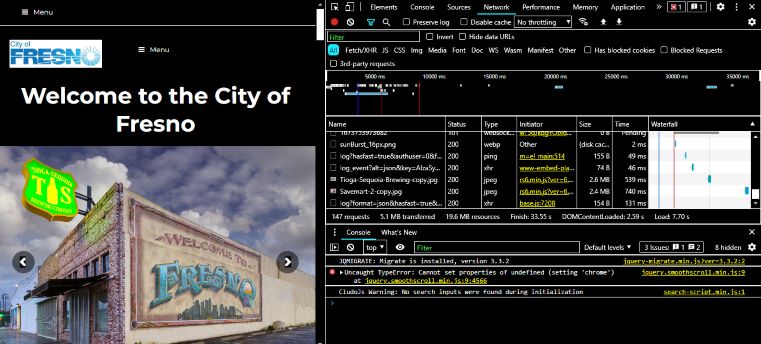 Menu
City of
FRESNO
Menu
Welcome to the City of
Fresno
TIOGA-SEQUOIA
TS
BREWING COMPANY
WELCOME TO...
FRESNO
Elements Console Sources Network Performance Memory Application
1 1
Preserve log Disable cache No throttling
Filter Invert Hide data URLs
All Fetch/XHR JS CSS Img Media Font Doc WS Wasm Manifest Other Has blocked cookies Blocked Requests
3rd-party requests
5000 ms 10000 ms 15000 ms 20000 ms 25000 ms 30000 ms 35000 ms
Name Status Type Initiator Size Time Waterfall
1673753973682 101 websock... 0 B Pending
sunBurst_16px.png 200 webp Other (disk cac... 2 ms
log?hasfast=true&authuser=0&f... 200 ping m=el_main:514 155 B 49 ms
log_event?alt=json&key=AIzaSy... 200 xhr www-embed-pla... 74 B 46 ms
Tioga-Sequoia-Brewing-copy.jpg 200 jpeg rs6.min.js?ver=6... 2.6 MB 539 ms
Savemart-2-copy.jpg 200 jpeg rs6.min.js?ver=6... 2.4 MB 740 ms
log?format=json&hasfast=true&... 200 xhr base.js:7208 154 B 131 ms
147 requests 5.1 MB transferred 19.6 MB resources Finish: 33.55 s DOMContentLoaded: 2.59 s Load: 7.70 s
Console What's New
top Filter Default levels 3 Issues: 1 2 8 hidden
JQMIGRATE: Migrate is installed, version 3.3.2 jquery-migrate.min.js?ver=3.3.2:2
Uncaught TypeError: Cannot set properties of undefined (setting 'chrome') jquery.smoothscroll.min.js:9
at jquery.smoothscroll.min.js:9:4566
CludoJs Warning: No search inputs were found during initialization search-script.min.js:1